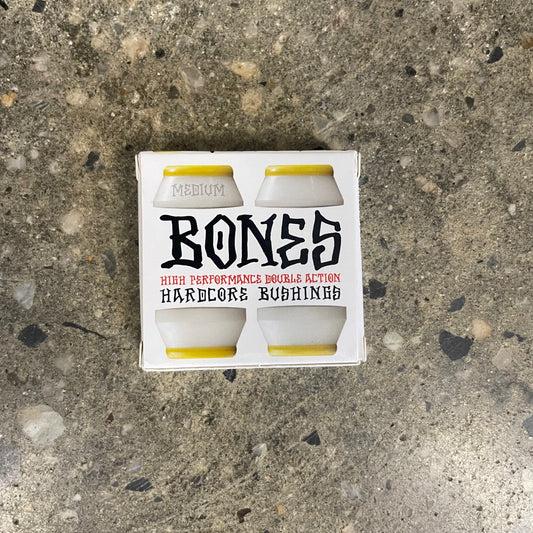 MEDIUM
BONES
HIGH PERFORMANCE DOUBLE ACTION
HARDCORE BUSHINGS